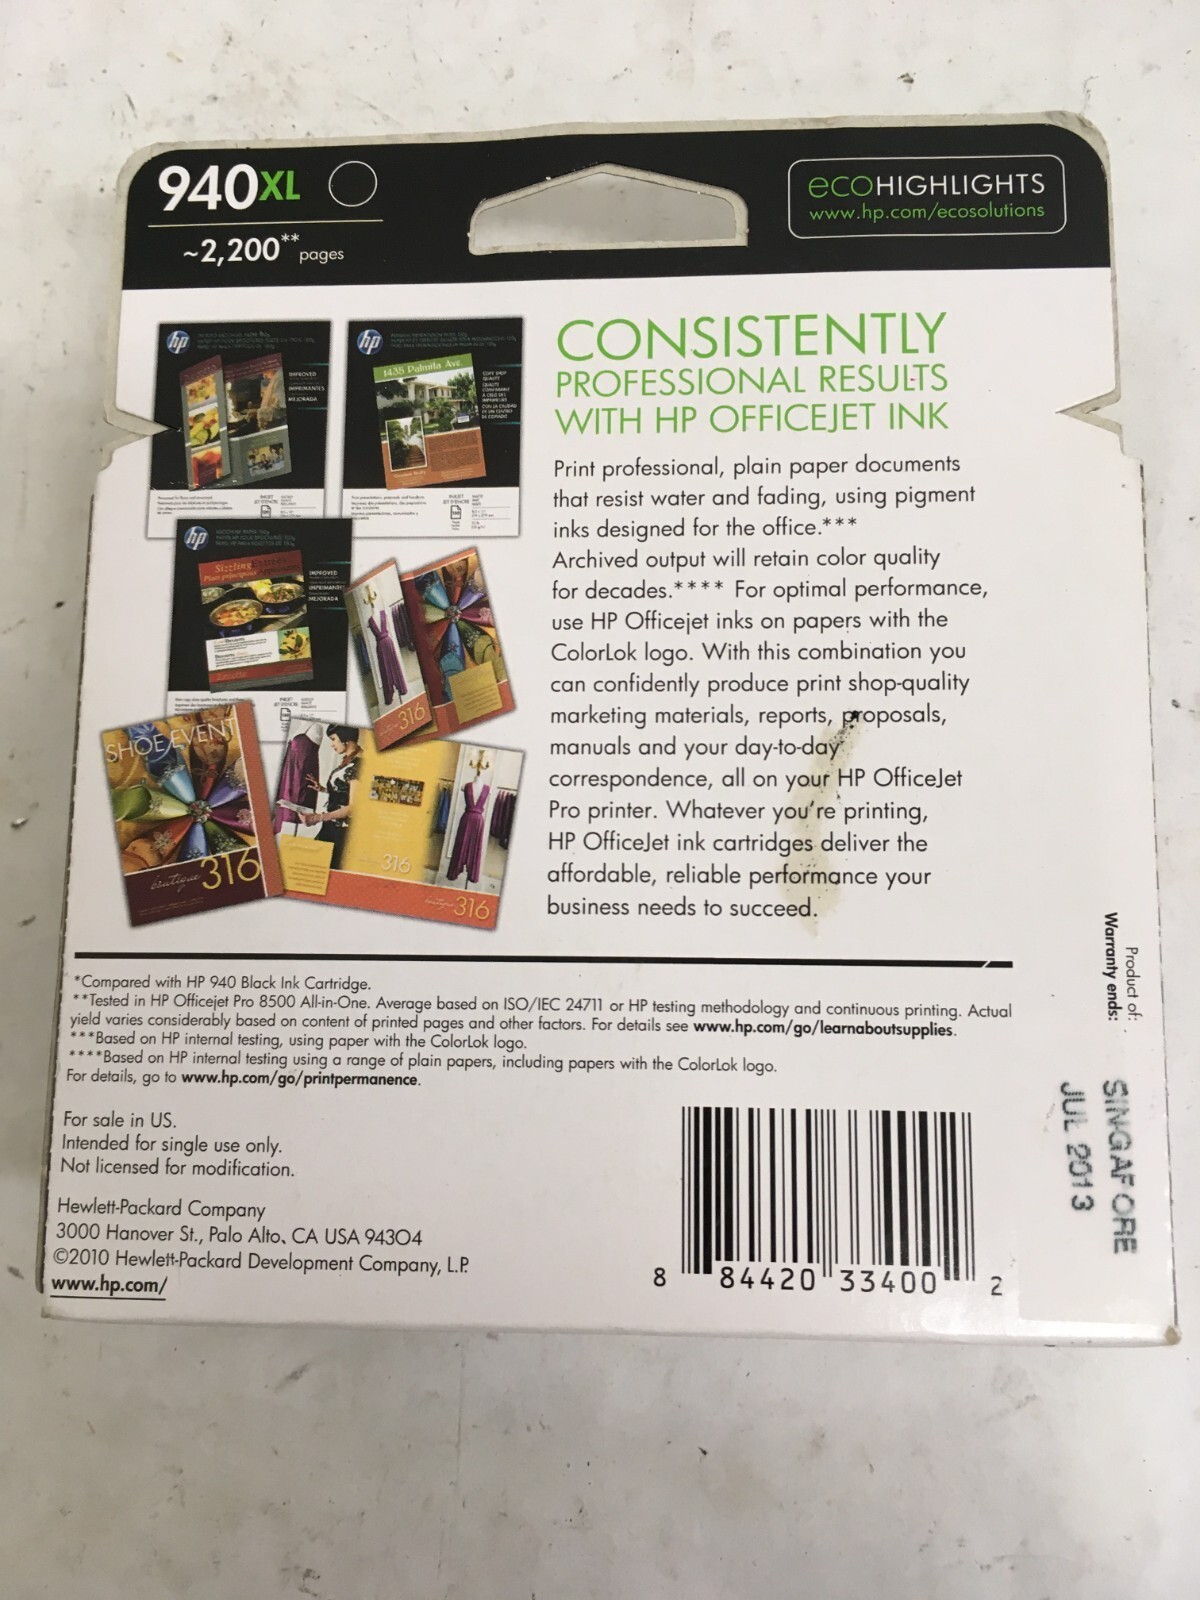 940XL
~2,200** pages
ecoHIGHLIGHTS
www.hp.com/ecosolutions
hp
IMPROVED
IMPRIMANTES
MEJORADA
hp
1435 Palmita Ave
hp
Sizzling
IMPROVED
MEJORADA
316
SHOE EVENT
boutique 316
316
316
CONSISTENTLY
PROFESSIONAL RESULTS
WITH HP OFFICEJET INK
Print professional, plain paper documents
that resist water and fading, using pigment
inks designed for the office.***
Archived output will retain color quality
for decades.**** For optimal performance,
use HP Officejet inks on papers with the
ColorLok logo. With this combination you
can confidently produce print shop-quality
marketing materials, reports, proposals,
manuals and your day-to-day
correspondence, all on your HP OfficeJet
Pro printer. Whatever you're printing,
HP OfficeJet ink cartridges deliver the
affordable, reliable performance your
business needs to succeed.
*Compared with HP 940 Black Ink Cartridge.
**Tested in HP Officejet Pro 8500 All-in-One. Average based on ISO/IEC 24711 or HP testing methodology and continuous printing. Actual
yield varies considerably based on content of printed pages and other factors. For details see www.hp.com/go/learnaboutsupplies.
***Based on HP internal testing, using paper with the ColorLok logo.
****Based on HP internal testing using a range of plain papers, including papers with the ColorLok logo.
For details, go to www.hp.com/go/printpermanence.
For sale in US.
Intended for single use only.
Not licensed for modification.
Hewlett-Packard Company
3000 Hanover St., Palo Alto, CA USA 94304
©2010 Hewlett-Packard Development Company, L.P.
www.hp.com/
8 84420 33400 2
Product of:
Warranty ends:
SINGAPORE
JUL 2013